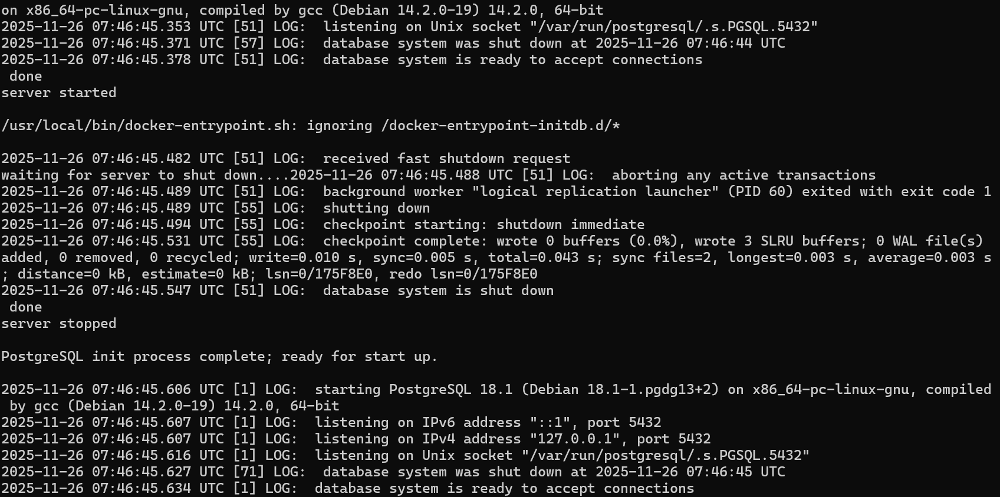 on x86_64-pc-linux-gnu, compiled by gcc (Debian 14.2.0-19) 14.2.0, 64-bit
2025-11-26 07:46:45.353 UTC [51] LOG:  listening on Unix socket "/var/run/postgresql/.s.PGSQL.5432"
2025-11-26 07:46:45.371 UTC [57] LOG:  database system was shut down at 2025-11-26 07:46:44 UTC
2025-11-26 07:46:45.378 UTC [51] LOG:  database system is ready to accept connections
 done
server started

/usr/local/bin/docker-entrypoint.sh: ignoring /docker-entrypoint-initdb.d/*

2025-11-26 07:46:45.482 UTC [51] LOG:  received fast shutdown request
waiting for server to shut down....2025-11-26 07:46:45.488 UTC [51] LOG:  aborting any active transactions
2025-11-26 07:46:45.489 UTC [51] LOG:  background worker "logical replication launcher" (PID 60) exited with exit code 1
2025-11-26 07:46:45.489 UTC [55] LOG:  shutting down
2025-11-26 07:46:45.494 UTC [55] LOG:  checkpoint starting: shutdown immediate
2025-11-26 07:46:45.531 UTC [55] LOG:  checkpoint complete: wrote 0 buffers (0.0%), wrote 3 SLRU buffers; 0 WAL file(s)
added, 0 removed, 0 recycled; write=0.010 s, sync=0.005 s, total=0.043 s; sync files=2, longest=0.003 s, average=0.003 s
; distance=0 kB, estimate=0 kB; lsn=0/175F8E0, redo lsn=0/175F8E0
2025-11-26 07:46:45.547 UTC [51] LOG:  database system is shut down
 done
server stopped

PostgreSQL init process complete; ready for start up.

2025-11-26 07:46:45.606 UTC [1] LOG:  starting PostgreSQL 18.1 (Debian 18.1-1.pgdg13+2) on x86_64-pc-linux-gnu, compiled
 by gcc (Debian 14.2.0-19) 14.2.0, 64-bit
2025-11-26 07:46:45.607 UTC [1] LOG:  listening on IPv6 address "::1", port 5432
2025-11-26 07:46:45.607 UTC [1] LOG:  listening on IPv4 address "127.0.0.1", port 5432
2025-11-26 07:46:45.616 UTC [1] LOG:  listening on Unix socket "/var/run/postgresql/.s.PGSQL.5432"
2025-11-26 07:46:45.627 UTC [71] LOG:  database system was shut down at 2025-11-26 07:46:45 UTC
2025-11-26 07:46:45.634 UTC [1] LOG:  database system is ready to accept connections